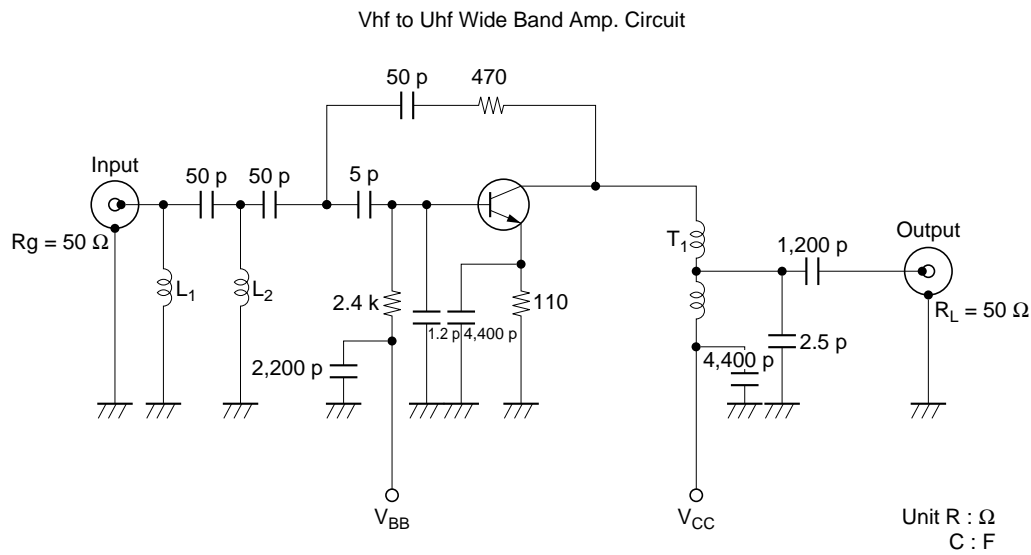 Vhf to Uhf Wide Band Amp. Circuit
50 p
470
Input
50 p
50 p
5 p
Rg = 50 Ω
L1
L2
2.4 k
2,200 p
1.2 p
4,400 p
110
T1
1,200 p
Output
RL = 50 Ω
2.5 p
4,400 p
VBB
VCC
Unit R : Ω
C : F